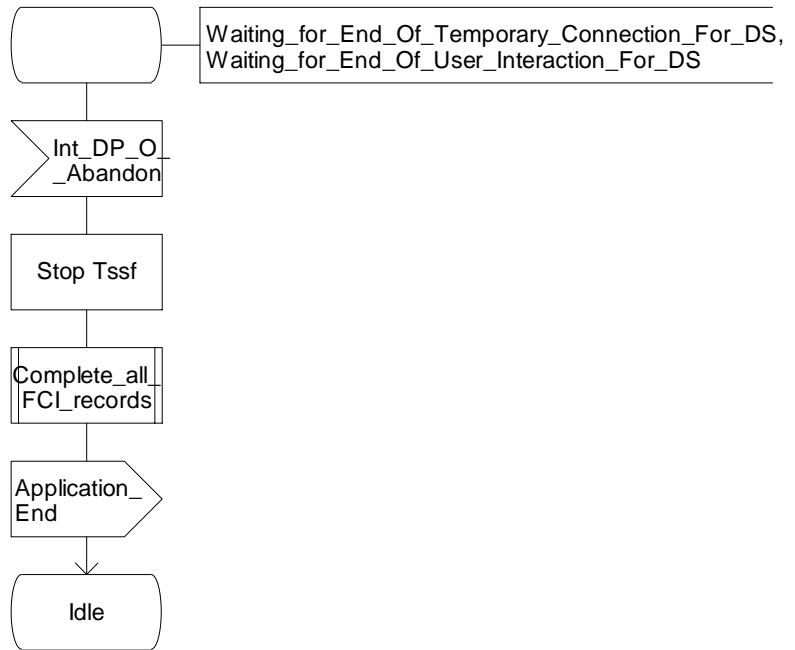 Waiting_for_End_Of_Temporary_Connection_For_DS,
Waiting_for_End_Of_User_Interaction_For_DS
Int_DP_O_
_Abandon
Stop Tssf
Complete_all_
FCI_records
Application_
End
Idle